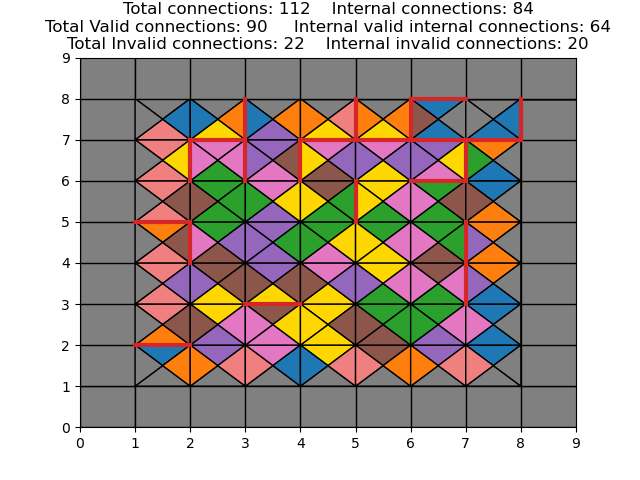 Total connections: 112    Internal connections: 84
Total Valid connections: 90     Internal valid internal connections: 64
Total Invalid connections: 22    Internal invalid connections: 20
9
8
7
6
5
4
3
2
1
0
0 1 2 3 4 5 6 7 8 9